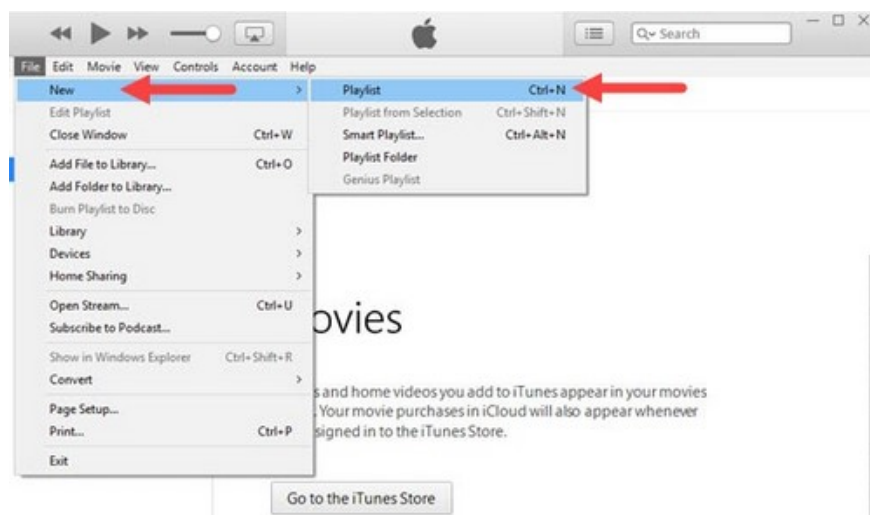 Search
File Edit Movie View Controls Account Help
New >
Edit Playlist
Close Window Ctrl+W
Add File to Library... Ctrl+O
Add Folder to Library...
Burn Playlist to Disc
Library >
Devices >
Home Sharing >
Open Stream... Ctrl+U
Subscribe to Podcast...
Show in Windows Explorer Ctrl+Shift+R
Convert >
Page Setup...
Print... Ctrl+P
Exit
Playlist Ctrl+N
Playlist from Selection Ctrl+Shift+N
Smart Playlist... Ctrl+Alt+N
Playlist Folder
Genius Playlist
ovies
s and home videos you add to iTunes appear in your movies
. Your movie purchases in iCloud will also appear whenever
signed in to the iTunes Store.
Go to the iTunes Store